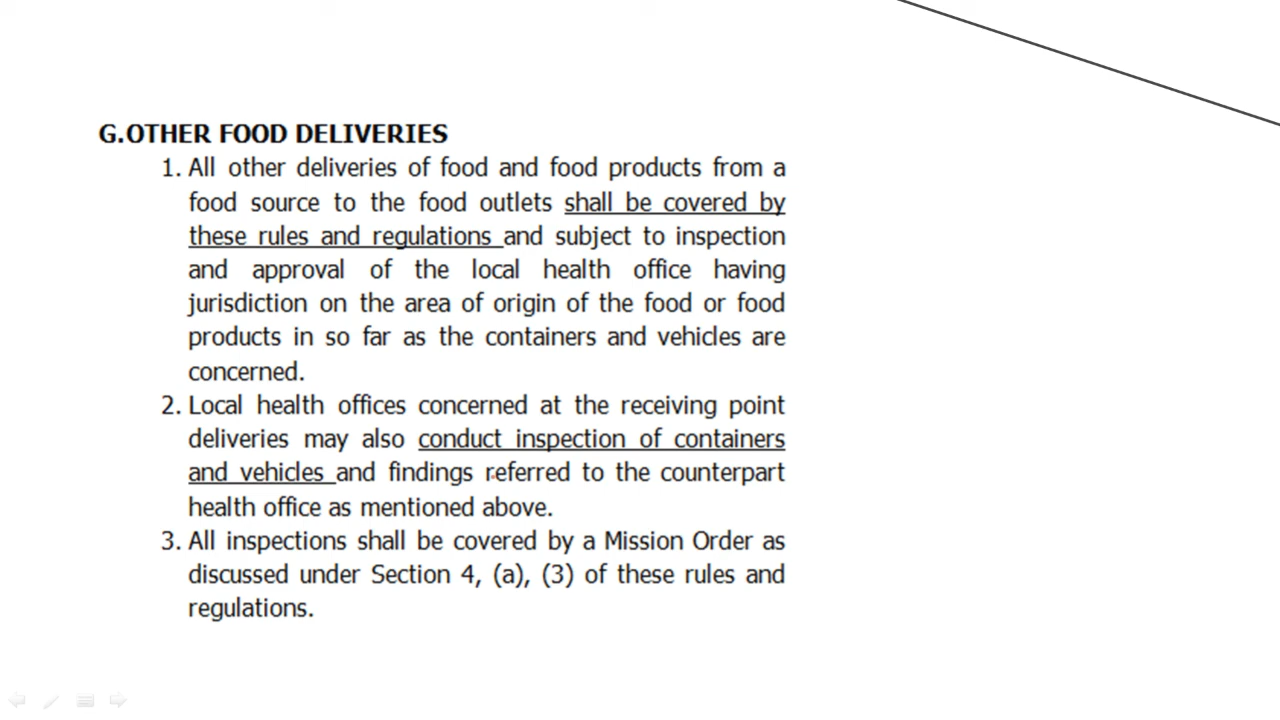 G.OTHER FOOD DELIVERIES
1. All other deliveries of food and food products from a
food source to the food outlets shall be covered by
these rules and regulations and subject to inspection
and approval of the local health office having
jurisdiction on the area of origin of the food or food
products in so far as the containers and vehicles are
concerned.
2. Local health offices concerned at the receiving point
deliveries may also conduct inspection of containers
and vehicles and findings referred to the counterpart
health office as mentioned above.
3. All inspections shall be covered by a Mission Order as
discussed under Section 4, (a), (3) of these rules and
regulations.